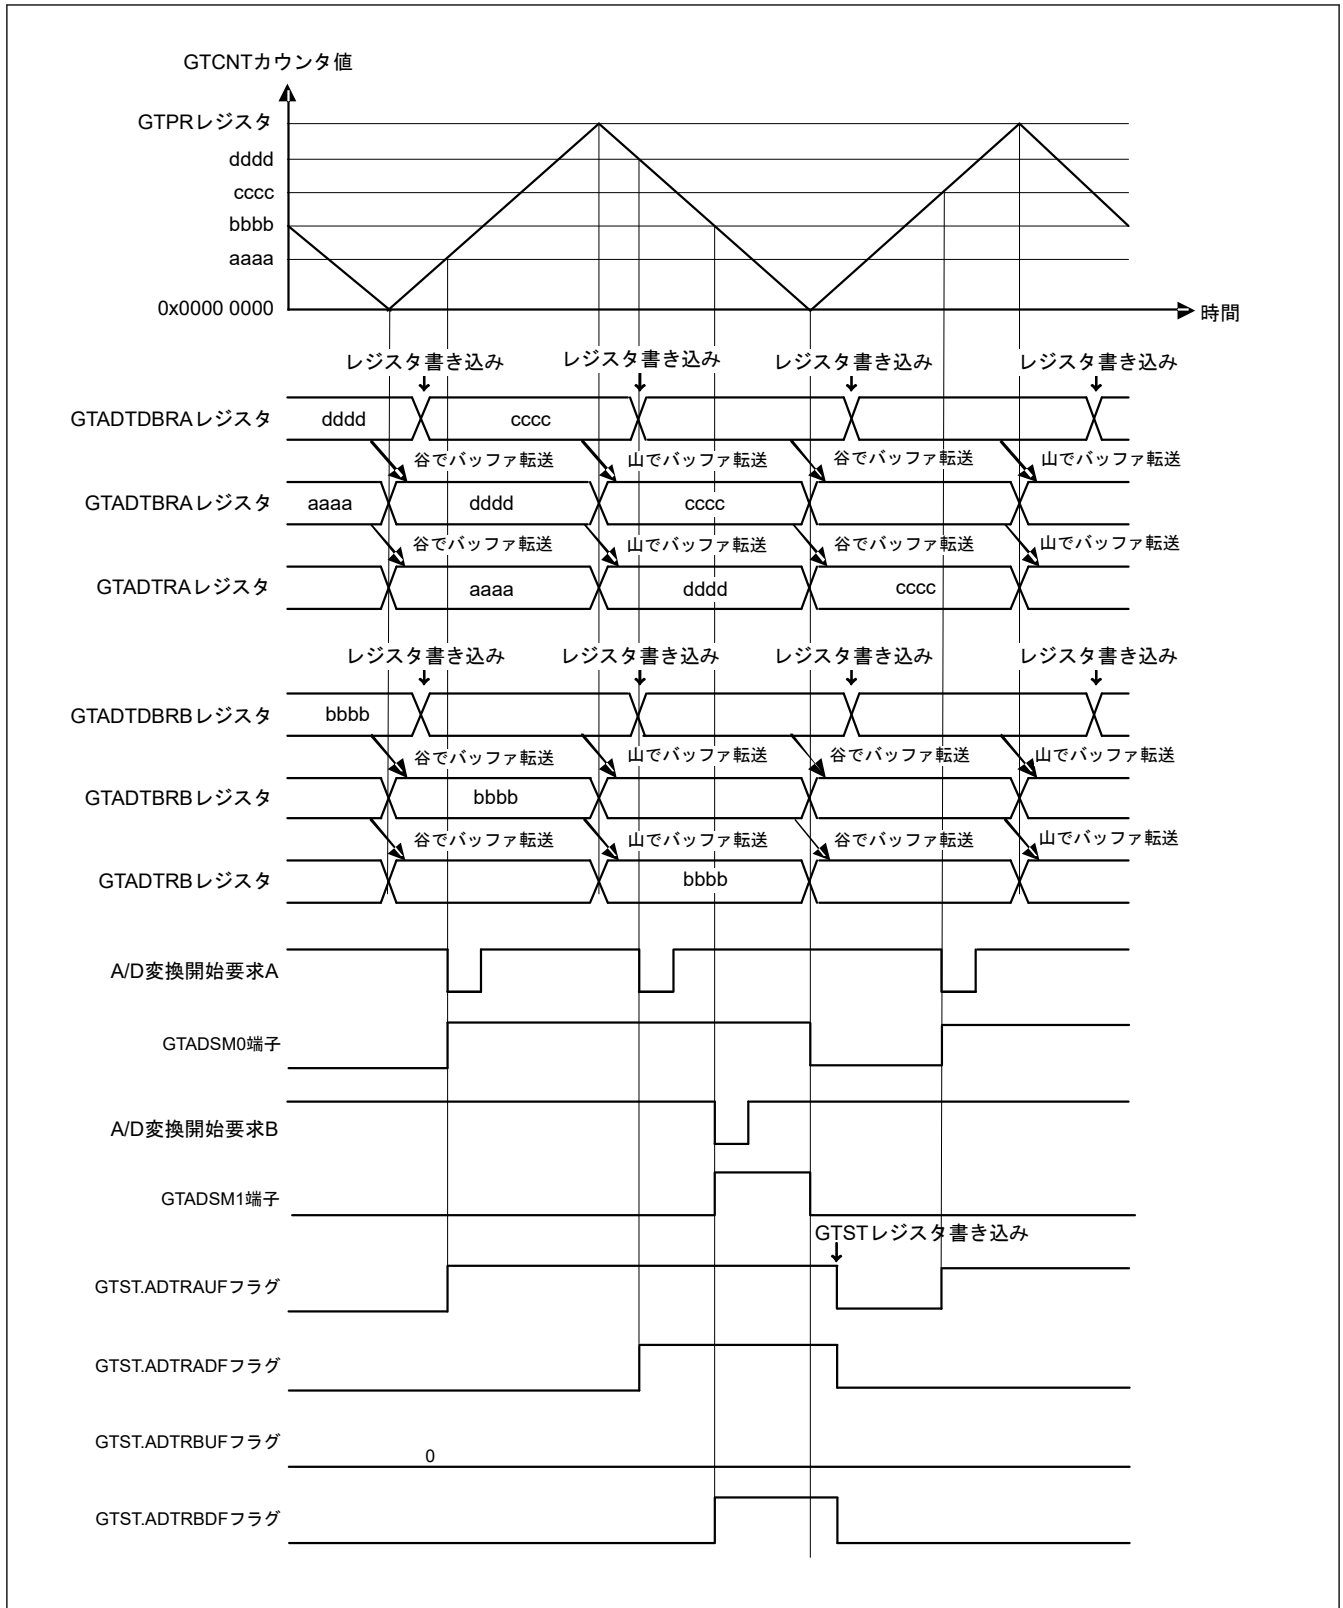 GTCNTカウンタ値
GTPRレジスタ
dddd
cccc
bbbb
aaaa
0x0000 0000
時間
レジスタ書き込み レジスタ書き込み レジスタ書き込み レジスタ書き込み
GTADTDBRAレジスタ dddd cccc
谷でバッファ転送 山でバッファ転送 谷でバッファ転送 山でバッファ転送
GTADTBRAレジスタ aaaa dddd cccc
谷でバッファ転送 山でバッファ転送 谷でバッファ転送 山でバッファ転送
GTADTRAレジスタ aaaa dddd cccc
レジスタ書き込み レジスタ書き込み レジスタ書き込み レジスタ書き込み
GTADTDBRBレジスタ bbbb
谷でバッファ転送 山でバッファ転送 谷でバッファ転送 山でバッファ転送
GTADTBRBレジスタ bbbb
谷でバッファ転送 山でバッファ転送 谷でバッファ転送 山でバッファ転送
GTADTRBレジスタ bbbb
A/D変換開始要求A
GTADSM0端子
A/D変換開始要求B
GTADSM1端子
GTSTレジスタ書き込み
GTST.ADTRAUFフラグ
GTST.ADTRADFフラグ
GTST.ADTRBUFフラグ 0
GTST.ADTRBDFフラグ